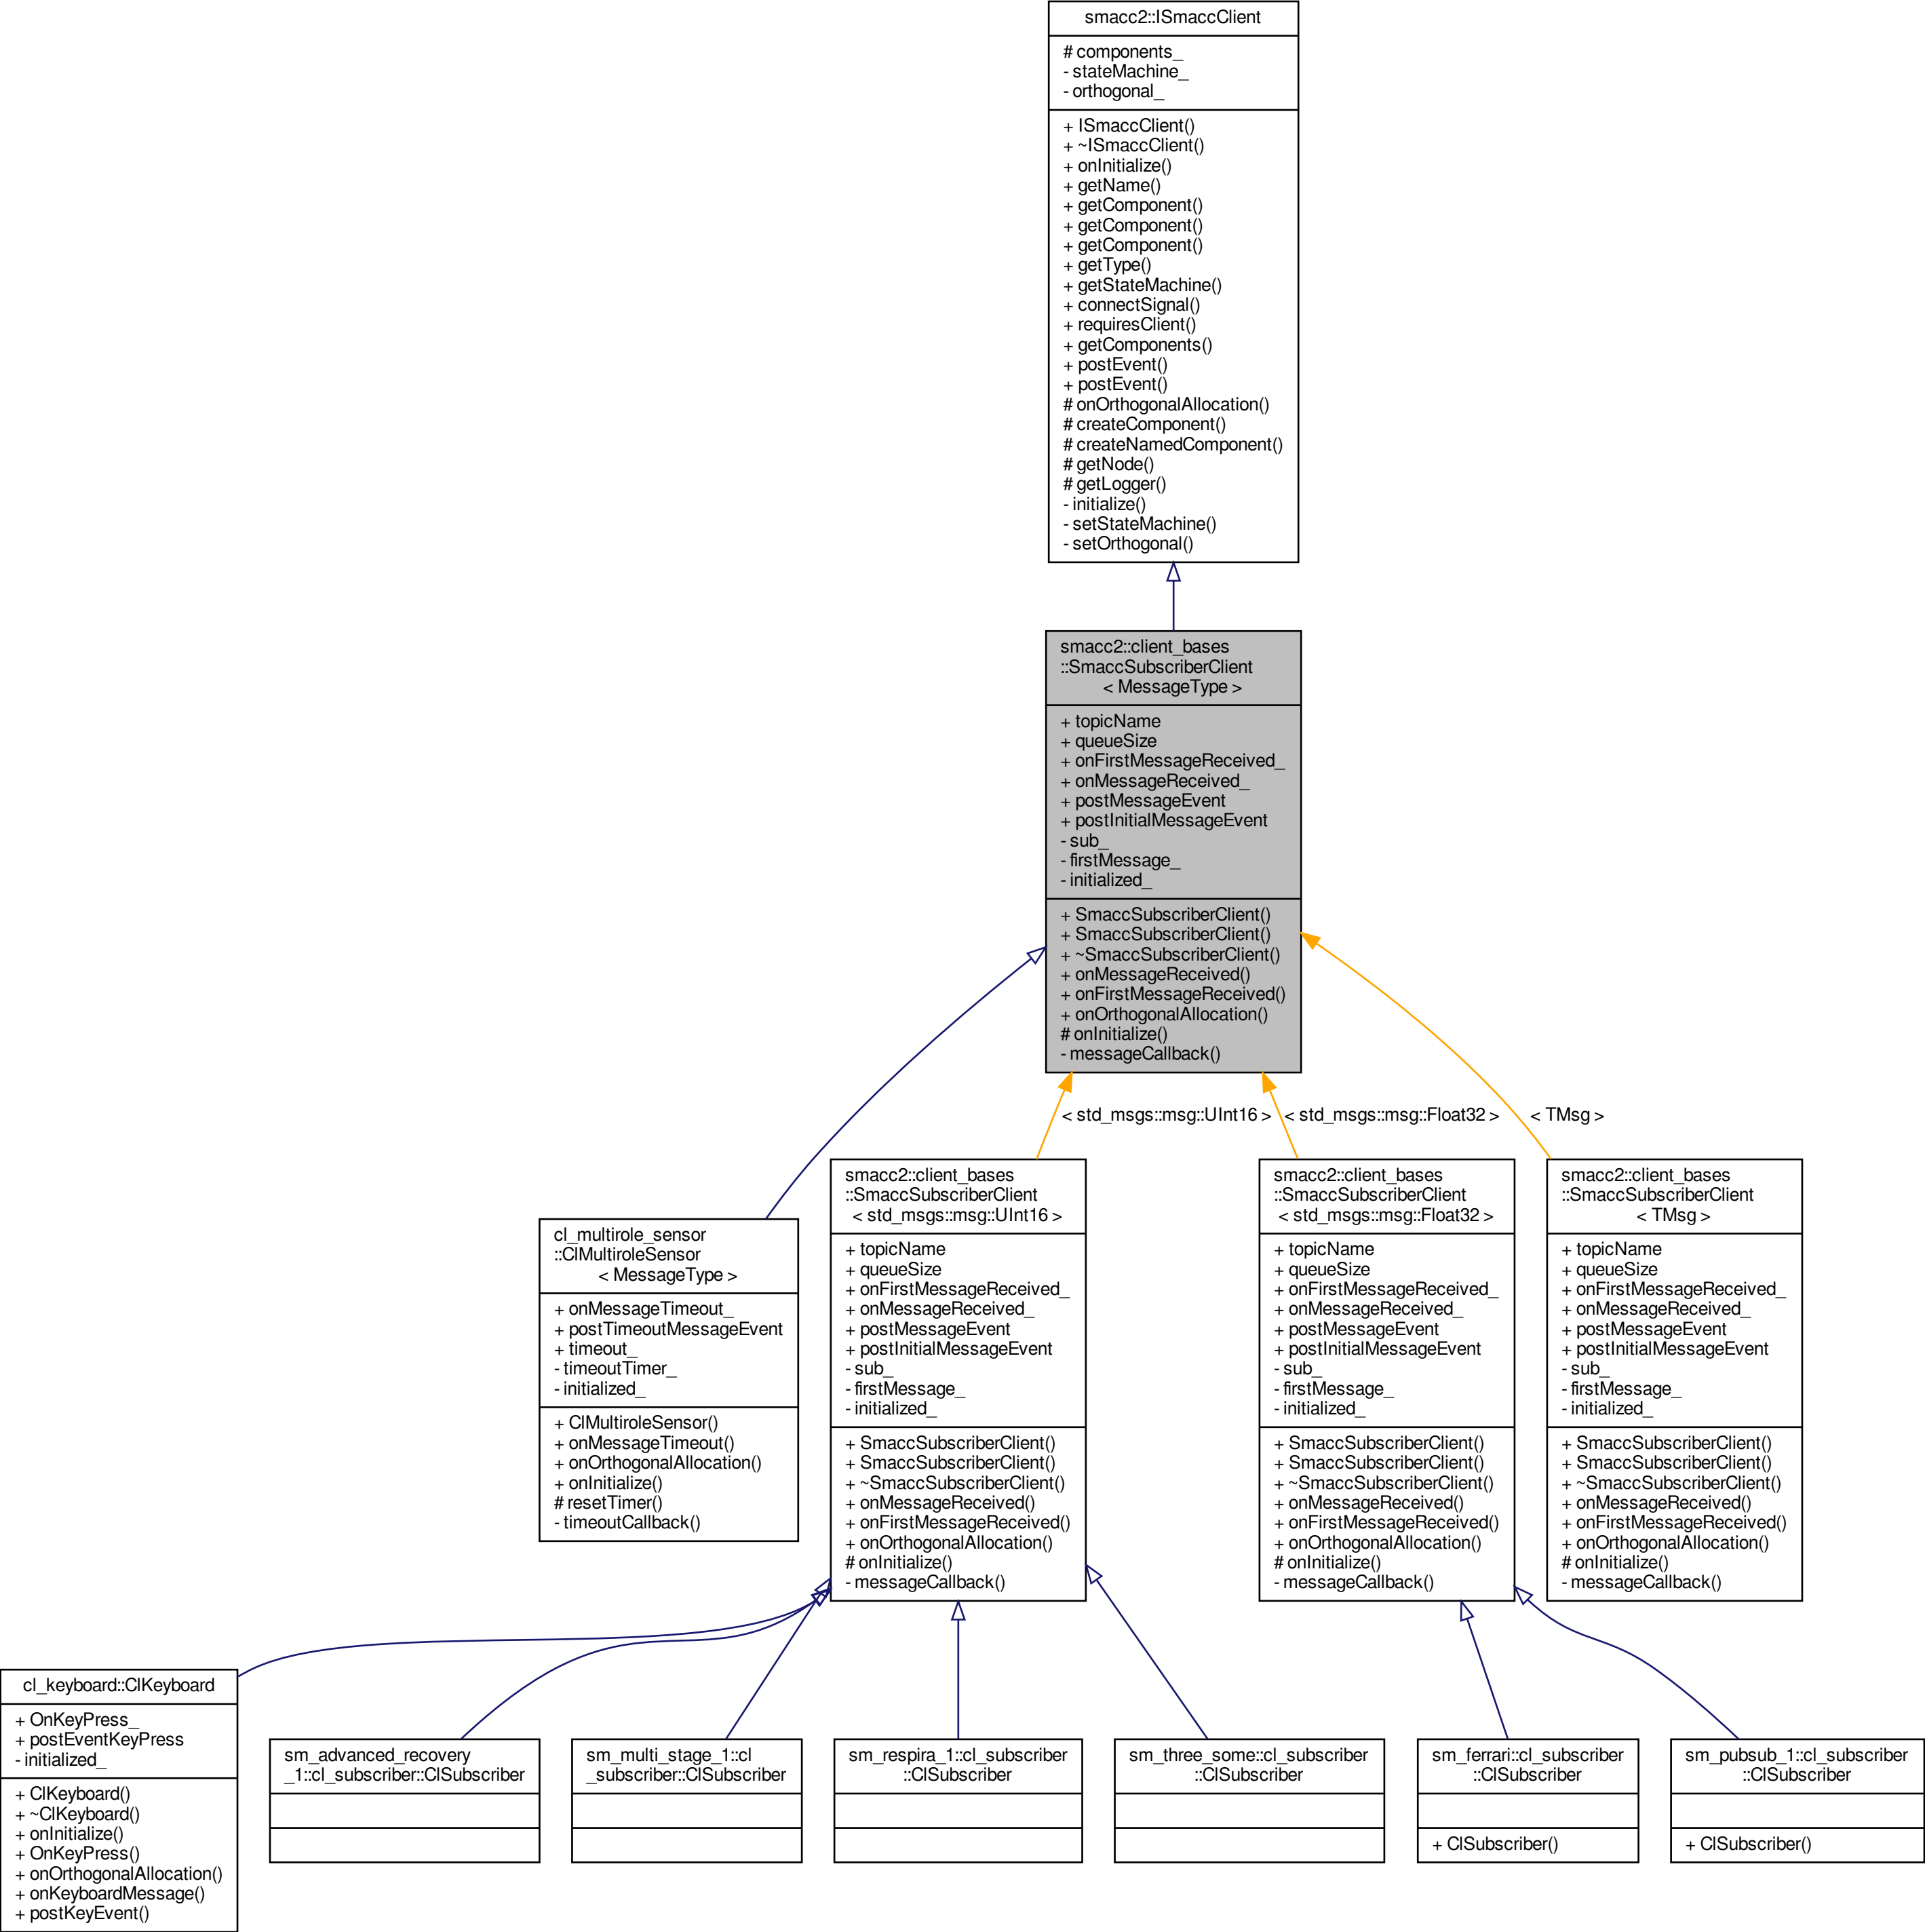 smacc2::ISmaccClient
# components_
- stateMachine_
- orthogonal_
+ ISmaccClient()
+ ~ISmaccClient()
+ onInitialize()
+ getName()
+ getComponent()
+ getComponent()
+ getComponent()
+ getType()
+ getStateMachine()
+ connectSignal()
+ requiresClient()
+ getComponents()
+ postEvent()
+ postEvent()
# onOrthogonalAllocation()
# createComponent()
# createNamedComponent()
# getNode()
# getLogger()
- initialize()
- setStateMachine()
- setOrthogonal()
smacc2::client_bases
::SmaccSubscriberClient
< MessageType >
+ topicName
+ queueSize
+ onFirstMessageReceived_
+ onMessageReceived_
+ postMessageEvent
+ postInitialMessageEvent
- sub_
- firstMessage_
- initialized_
+ SmaccSubscriberClient()
+ SmaccSubscriberClient()
+ ~SmaccSubscriberClient()
+ onMessageReceived()
+ onFirstMessageReceived()
+ onOrthogonalAllocation()
# onInitialize()
- messageCallback()
< std_msgs::msg::UInt16 >
< std_msgs::msg::Float32 >
< TMsg >
cl_multirole_sensor
::ClMultiroleSensor
< MessageType >
+ onMessageTimeout_
+ postTimeoutMessageEvent
+ timeout_
- timeoutTimer_
- initialized_
+ ClMultiroleSensor()
+ onMessageTimeout()
+ onOrthogonalAllocation()
+ onInitialize()
# resetTimer()
- timeoutCallback()
smacc2::client_bases
::SmaccSubscriberClient
< std_msgs::msg::UInt16 >
+ topicName
+ queueSize
+ onFirstMessageReceived_
+ onMessageReceived_
+ postMessageEvent
+ postInitialMessageEvent
- sub_
- firstMessage_
- initialized_
+ SmaccSubscriberClient()
+ SmaccSubscriberClient()
+ ~SmaccSubscriberClient()
+ onMessageReceived()
+ onFirstMessageReceived()
+ onOrthogonalAllocation()
# onInitialize()
- messageCallback()
smacc2::client_bases
::SmaccSubscriberClient
< std_msgs::msg::Float32 >
+ topicName
+ queueSize
+ onFirstMessageReceived_
+ onMessageReceived_
+ postMessageEvent
+ postInitialMessageEvent
- sub_
- firstMessage_
- initialized_
+ SmaccSubscriberClient()
+ SmaccSubscriberClient()
+ ~SmaccSubscriberClient()
+ onMessageReceived()
+ onFirstMessageReceived()
+ onOrthogonalAllocation()
# onInitialize()
- messageCallback()
smacc2::client_bases
::SmaccSubscriberClient
< TMsg >
+ topicName
+ queueSize
+ onFirstMessageReceived_
+ onMessageReceived_
+ postMessageEvent
+ postInitialMessageEvent
- sub_
- firstMessage_
- initialized_
+ SmaccSubscriberClient()
+ SmaccSubscriberClient()
+ ~SmaccSubscriberClient()
+ onMessageReceived()
+ onFirstMessageReceived()
+ onOrthogonalAllocation()
# onInitialize()
- messageCallback()
cl_keyboard::ClKeyboard
+ OnKeyPress_
+ postEventKeyPress
- initialized_
+ ClKeyboard()
+ ~ClKeyboard()
+ onInitialize()
+ OnKeyPress()
+ onOrthogonalAllocation()
+ onKeyboardMessage()
+ postKeyEvent()
sm_advanced_recovery
_1::cl_subscriber::ClSubscriber
sm_multi_stage_1::cl
_subscriber::ClSubscriber
sm_respira_1::cl_subscriber
::ClSubscriber
sm_three_some::cl_subscriber
::ClSubscriber
sm_ferrari::cl_subscriber
::ClSubscriber
+ ClSubscriber()
sm_pubsub_1::cl_subscriber
::ClSubscriber
+ ClSubscriber()